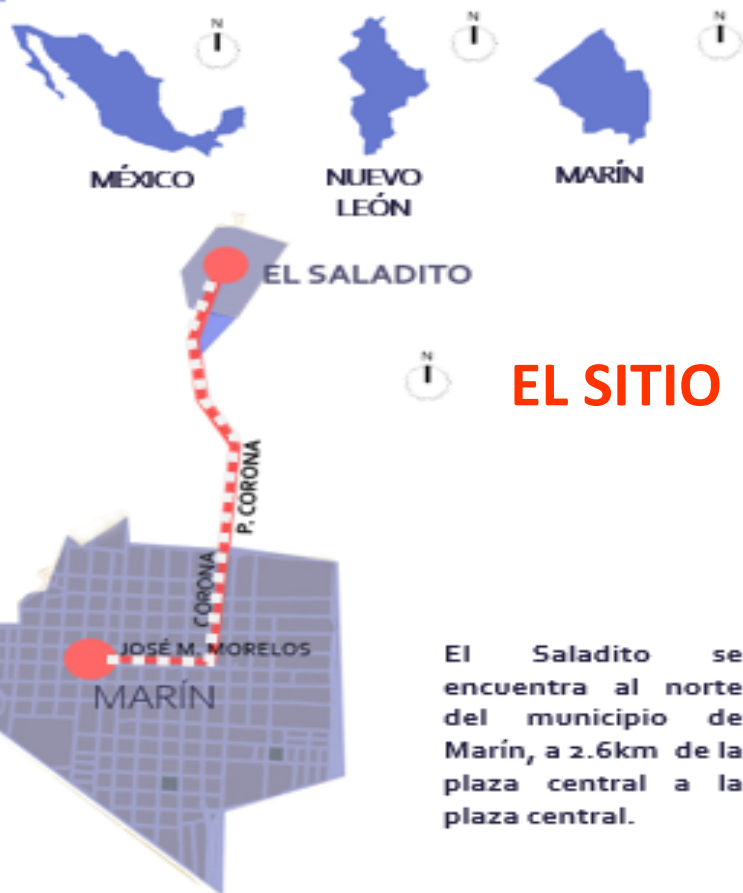 N
N
N
MÉXICO
NUEVO
LEÓN
MARÍN
EL SALADITO
N
EL SITIO
P. CORONA
CORONA
JOSÉ M. MORELOS
MARÍN
El Saladito se
encuentra al norte
del municipio de
Marín, a 2.6km de la
plaza central a la
plaza central.